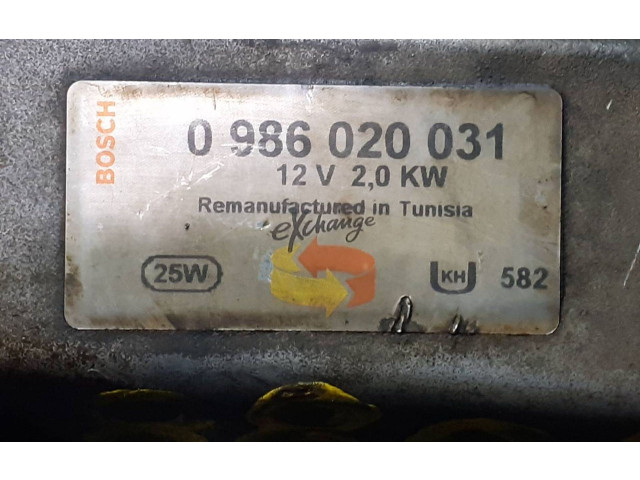 BOSCH
0 986 020 031
12 V 2,0 KW
Remanufactured in Tunisia
eXchange
25W
KH 582